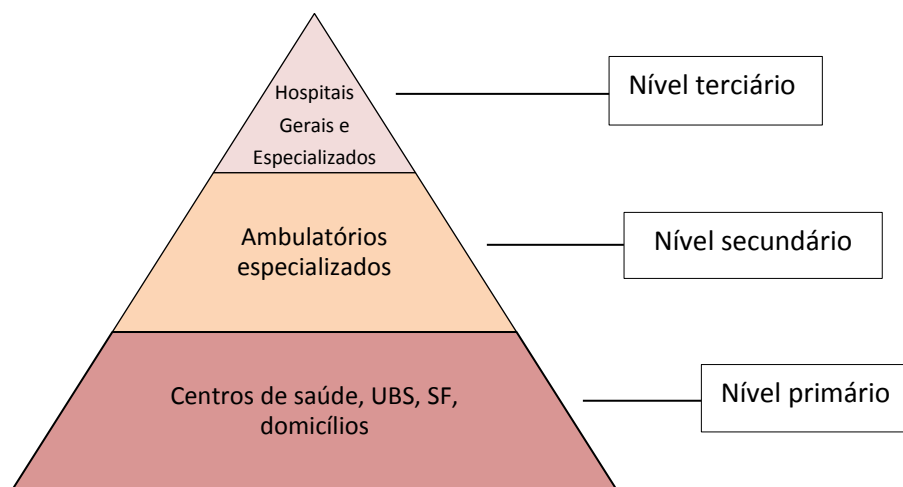 Hospitais
Gerais e
Especializados
Nível terciário
Ambulatórios
especializados
Nível secundário
Centros de saúde, UBS, SF,
domicílios
Nível primário